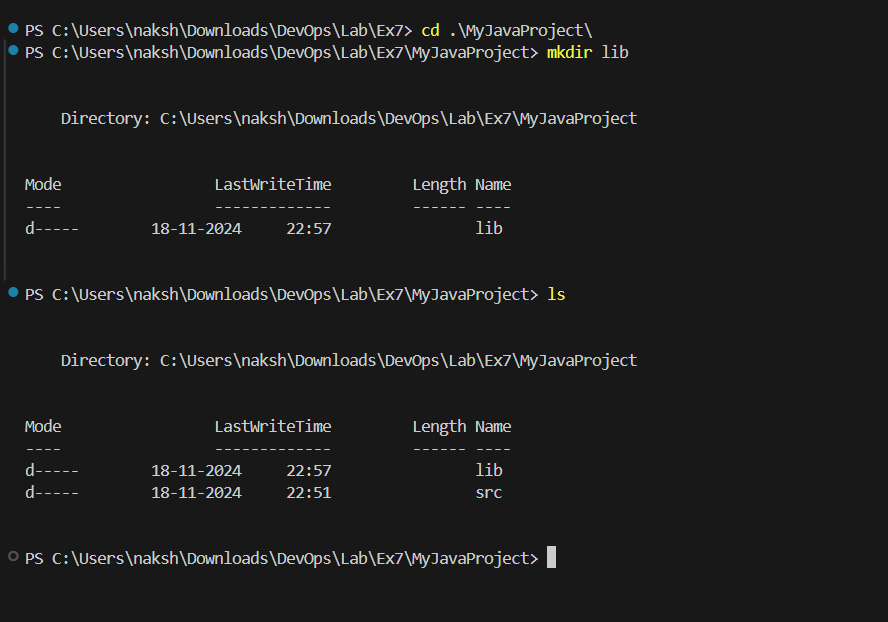 PS C:\Users\naksh\Downloads\DevOps\Lab\Ex7> cd .\MyJavaProject\
PS C:\Users\naksh\Downloads\DevOps\Lab\Ex7\MyJavaProject> mkdir lib
Directory: C:\Users\naksh\Downloads\DevOps\Lab\Ex7\MyJavaProject
Mode                 LastWriteTime         Length Name
----                 -------------         ------ ----
d-----        18-11-2024     22:57                lib
PS C:\Users\naksh\Downloads\DevOps\Lab\Ex7\MyJavaProject> ls
Directory: C:\Users\naksh\Downloads\DevOps\Lab\Ex7\MyJavaProject
Mode                 LastWriteTime         Length Name
----                 -------------         ------ ----
d-----        18-11-2024     22:57                lib
d-----        18-11-2024     22:51                src
PS C:\Users\naksh\Downloads\DevOps\Lab\Ex7\MyJavaProject>